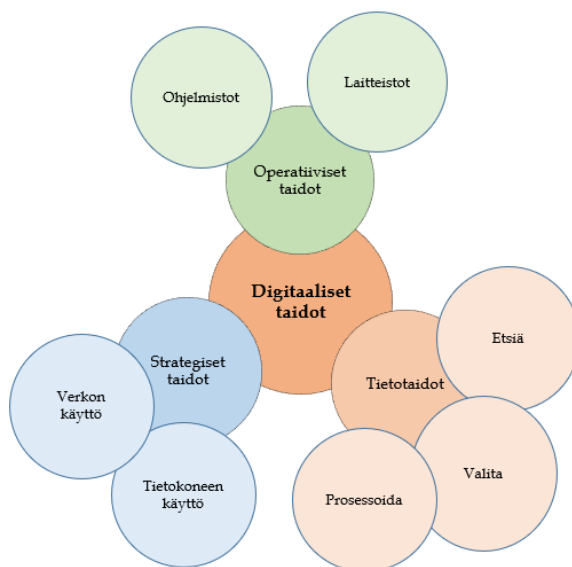 Ohjelmistot
Laitteistot
Operatiiviset
taidot
Digitaaliset
taidot
Strategiset
taidot
Verkon
käyttö
Tietokoneen
käyttö
Tietotaidot
Etsiä
Valita
Prosessoida